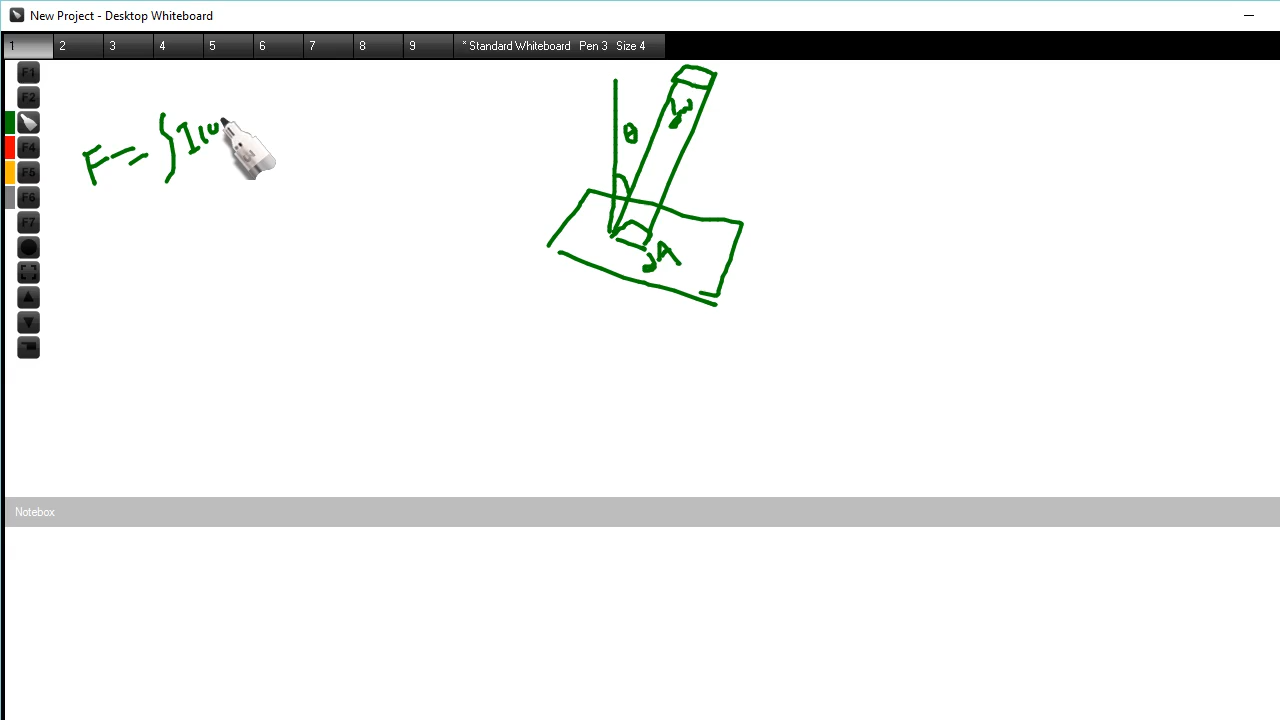 New Project - Desktop Whiteboard
1 2 3 4 5 6 7 8 9 * Standard Whiteboard Pen 3 Size 4
F1
F2
F4
F5
F6
F7
F = ∫ I
θ
dω
dA
Notebox